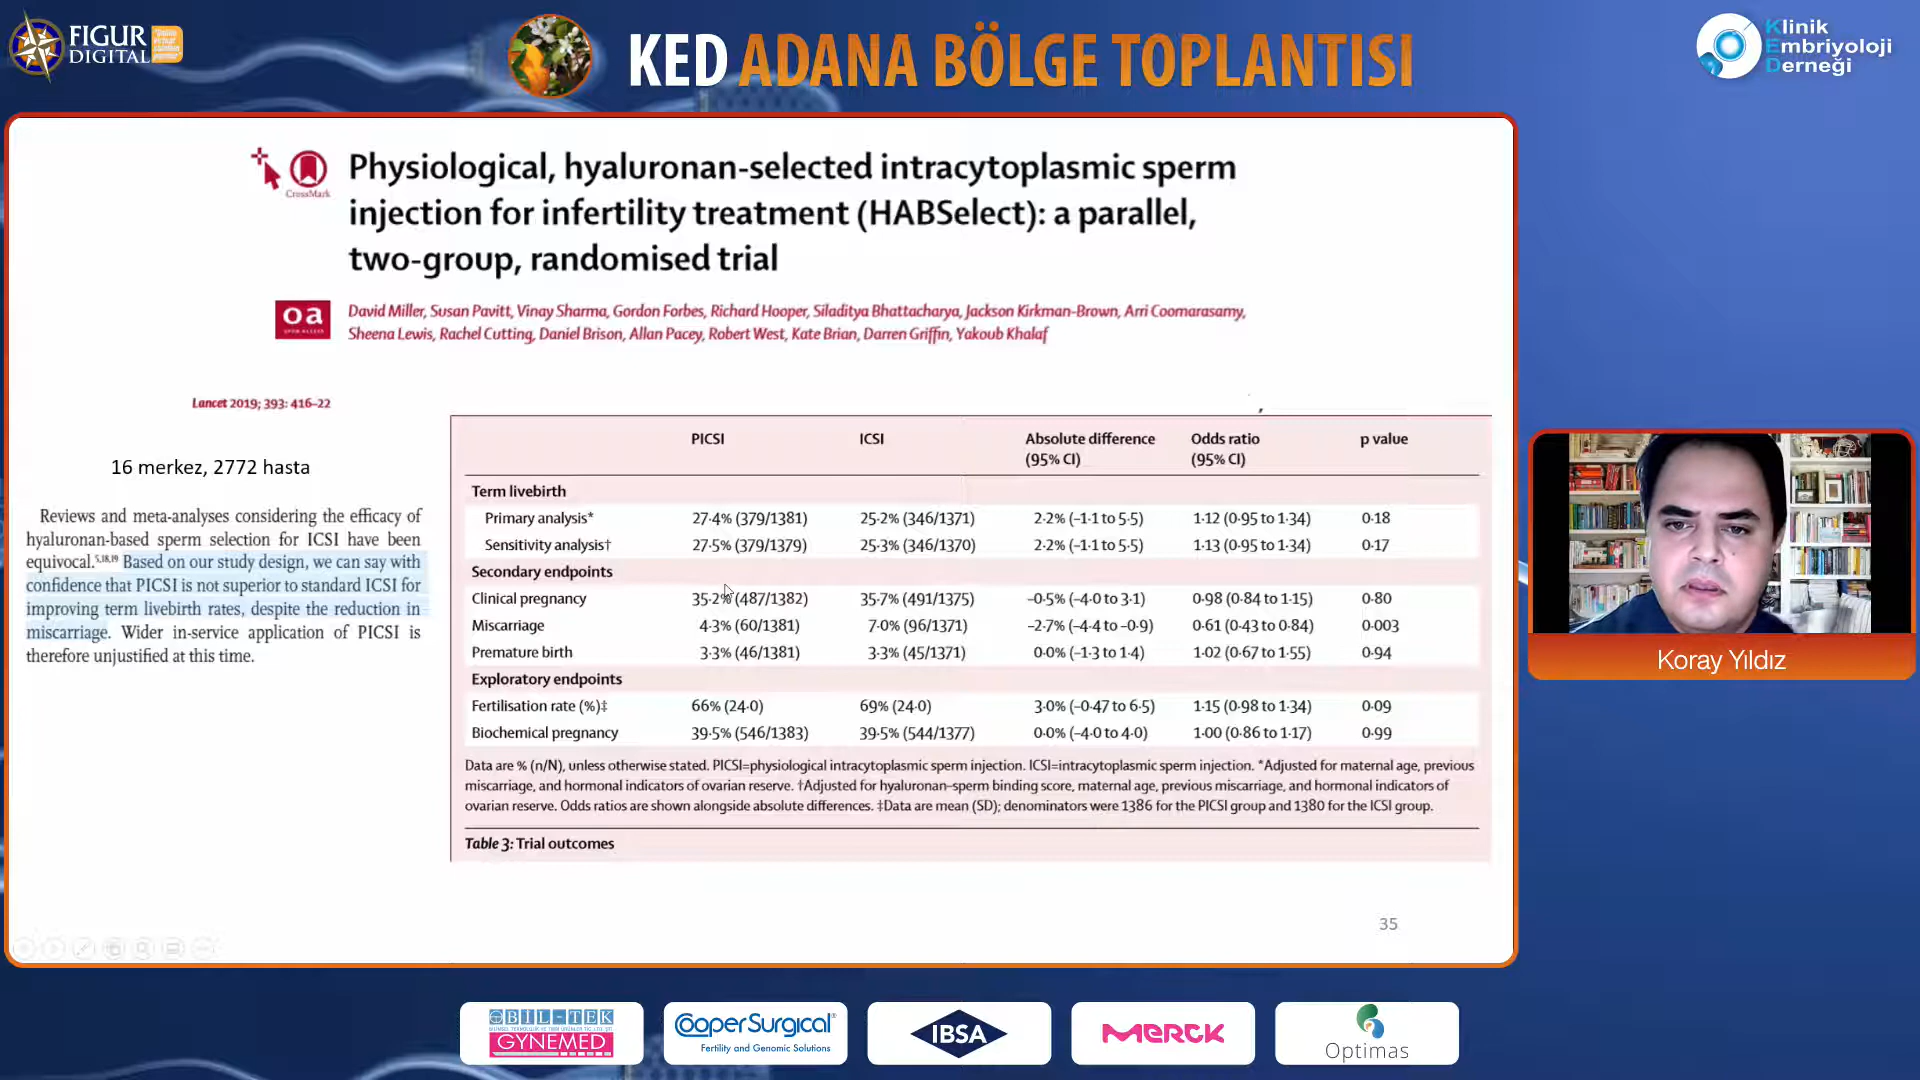 FIGUR
DIGITAL
KED ADANA BÖLGE TOPLANTISI
Klinik
Embriyoloji
Derneği
CrossMark
Physiological, hyaluronan-selected intracytoplasmic sperm
injection for infertility treatment (HABSelect): a parallel,
two-group, randomised trial
oa
OPEN ACCESS
David Miller, Susan Pavitt, Vinay Sharma, Gordon Forbes, Richard Hooper, Siladitya Bhattacharya, Jackson Kirkman-Brown, Arri Coomarasamy,
Sheena Lewis, Rachel Cutting, Daniel Brison, Allan Pacey, Robert West, Kate Brian, Darren Griffin, Yakoub Khalaf
Lancet 2019; 393: 416–22
16 merkez, 2772 hasta
Reviews and meta-analyses considering the efficacy of
hyaluronan-based sperm selection for ICSI have been
equivocal.5,18,19 Based on our study design, we can say with
confidence that PICSI is not superior to standard ICSI for
improving term livebirth rates, despite the reduction in
miscarriage. Wider in-service application of PICSI is
therefore unjustified at this time.
PICSI ICSI Absolute difference (95% CI) Odds ratio (95% CI) p value
Term livebirth
Primary analysis* 27·4% (379/1381) 25·2% (346/1371) 2·2% (–1·1 to 5·5) 1·12 (0·95 to 1·34) 0·18
Sensitivity analysis† 27·5% (379/1379) 25·3% (346/1370) 2·2% (–1·1 to 5·5) 1·13 (0·95 to 1·34) 0·17
Secondary endpoints
Clinical pregnancy 35·2% (487/1382) 35·7% (491/1375) –0·5% (–4·0 to 3·1) 0·98 (0·84 to 1·15) 0·80
Miscarriage 4·3% (60/1381) 7·0% (96/1371) –2·7% (–4·4 to –0·9) 0·61 (0·43 to 0·84) 0·003
Premature birth 3·3% (46/1381) 3·3% (45/1371) 0·0% (–1·3 to 1·4) 1·02 (0·67 to 1·55) 0·94
Exploratory endpoints
Fertilisation rate (%)‡ 66% (24·0) 69% (24·0) 3·0% (–0·47 to 6·5) 1·15 (0·98 to 1·34) 0·09
Biochemical pregnancy 39·5% (546/1383) 39·5% (544/1377) 0·0% (–4·0 to 4·0) 1·00 (0·86 to 1·17) 0·99
Data are % (n/N), unless otherwise stated. PICSI=physiological intracytoplasmic sperm injection. ICSI=intracytoplasmic sperm injection. *Adjusted for maternal age, previous
miscarriage, and hormonal indicators of ovarian reserve. †Adjusted for hyaluronan–sperm binding score, maternal age, previous miscarriage, and hormonal indicators of
ovarian reserve. Odds ratios are shown alongside absolute differences. ‡Data are mean (SD); denominators were 1386 for the PICSI group and 1380 for the ICSI group.
Table 3: Trial outcomes
35
Koray Yıldız
BİL-TEK
GYNEMED
CooperSurgical®
Fertility and Genomic Solutions
IBSA
MERCK
Optimas